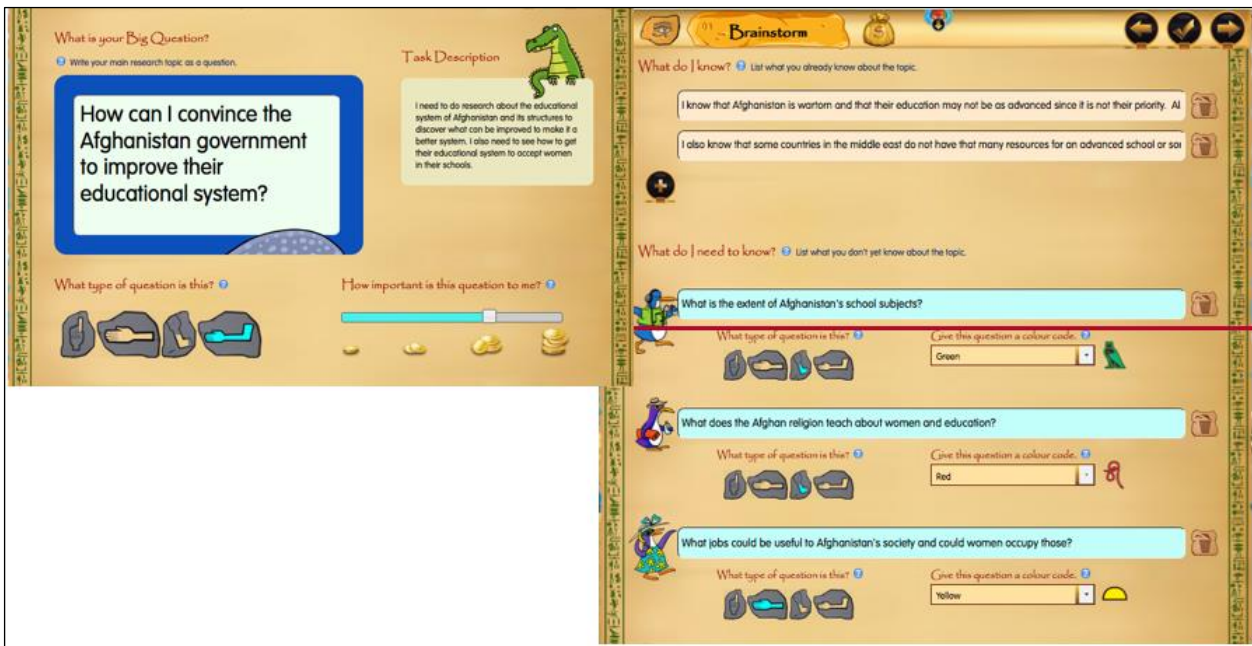 What is your Big Question?
Write your main research topic as a question.
How can I convince the
Afghanistan government
to improve their
educational system?
Task Description
I need to do research about the educational
system of Afghanistan and its structures to
discover what can be improved to make it a
better system. I also need to see how to get
their educational system to accept women
in their schools.
What type of question is this?
How important is this question to me?
Brainstorm
What do I know? List what you already know about the topic.
I know that Afghanistan is wartorn and that their education may not be as advanced since it is not their priority. Al
I also know that some countries in the middle east do not have that many resources for an advanced school or sor
What do I need to know? List what you don't yet know about the topic.
What is the extent of Afghanistan's school subjects?
What type of question is this? Give this question a colour code.
Green
What does the Afghan religion teach about women and education?
What type of question is this? Give this question a colour code.
Red
What jobs could be useful to Afghanistan's society and could women occupy those?
What type of question is this? Give this question a colour code.
Yellow